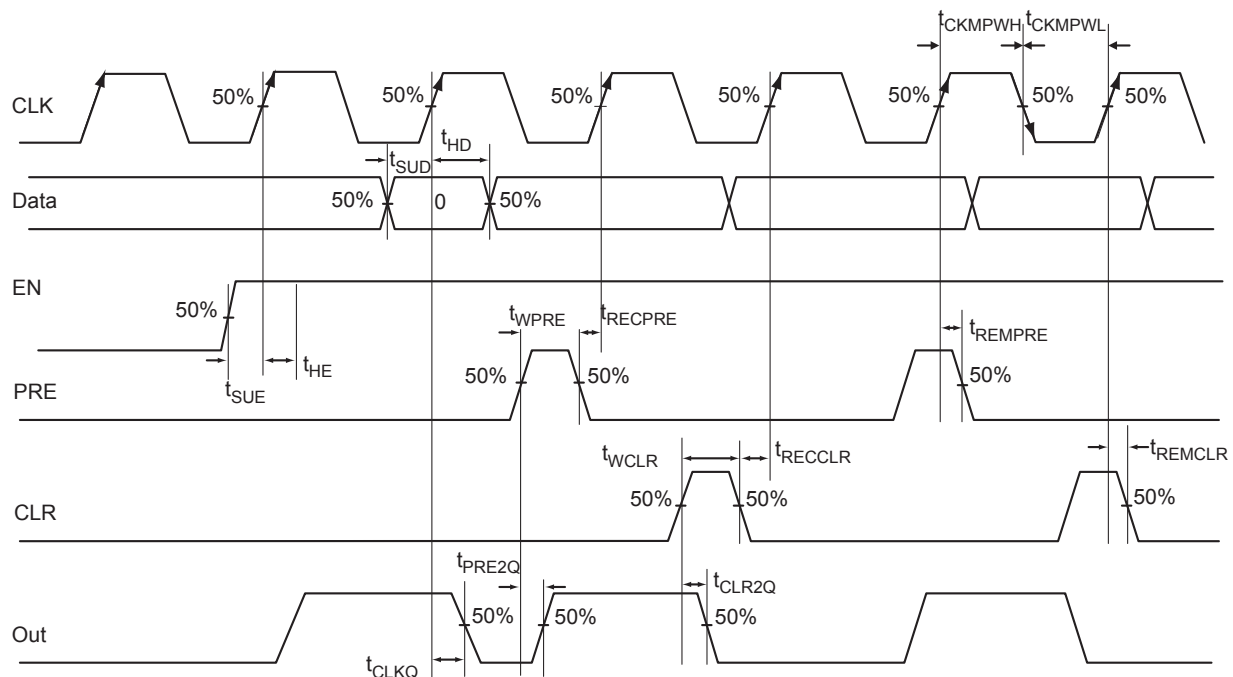 tCKMPWH tCKMPWL
CLK 50% 50% 50% 50% 50% 50% 50%
tSUD tHD
Data 50% 0 50%
EN
50% tWPRE tRECPRE tREMPRE
tSUE tHE
PRE 50% 50% 50%
tWCLR tRECCLR tREMCLR
CLR 50% 50% 50%
tPRE2Q tCLR2Q
Out 50% 50% 50%
tCLKQ